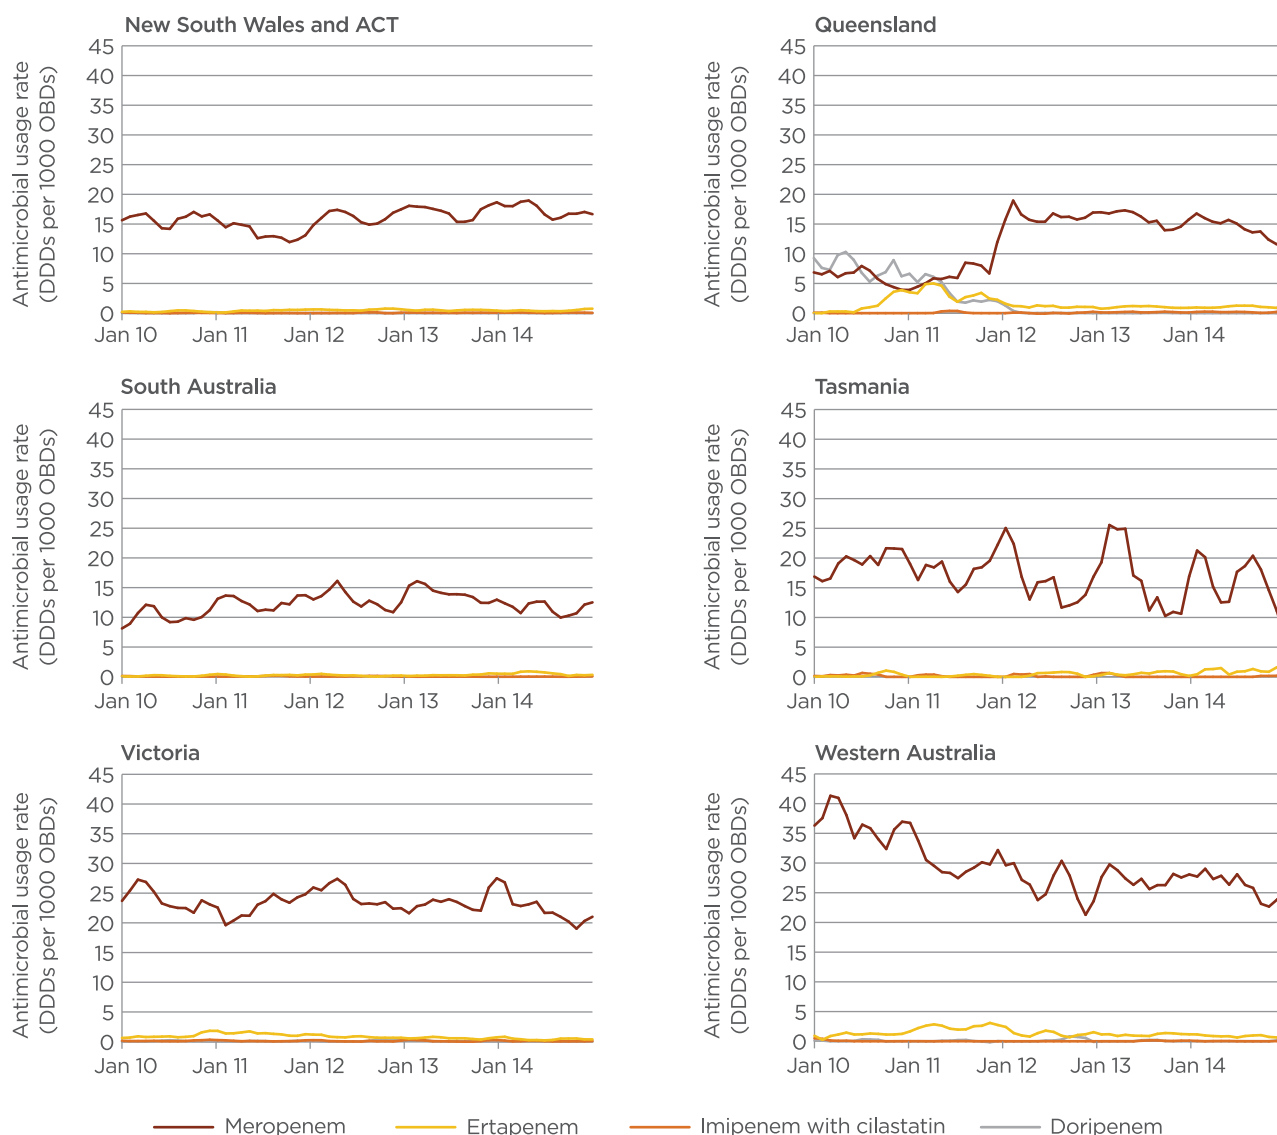 New South Wales and ACT
Antimicrobial usage rate
(DDDs per 1000 OBDs)
45
40
35
30
25
20
15
10
5
0
Jan 10 Jan 11 Jan 12 Jan 13 Jan 14
Queensland
Antimicrobial usage rate
(DDDs per 1000 OBDs)
45
40
35
30
25
20
15
10
5
0
Jan 10 Jan 11 Jan 12 Jan 13 Jan 14
South Australia
Antimicrobial usage rate
(DDDs per 1000 OBDs)
45
40
35
30
25
20
15
10
5
0
Jan 10 Jan 11 Jan 12 Jan 13 Jan 14
Tasmania
Antimicrobial usage rate
(DDDs per 1000 OBDs)
45
40
35
30
25
20
15
10
5
0
Jan 10 Jan 11 Jan 12 Jan 13 Jan 14
Victoria
Antimicrobial usage rate
(DDDs per 1000 OBDs)
45
40
35
30
25
20
15
10
5
0
Jan 10 Jan 11 Jan 12 Jan 13 Jan 14
Western Australia
Antimicrobial usage rate
(DDDs per 1000 OBDs)
45
40
35
30
25
20
15
10
5
0
Jan 10 Jan 11 Jan 12 Jan 13 Jan 14
Meropenem Ertapenem Imipenem with cilastatin Doripenem